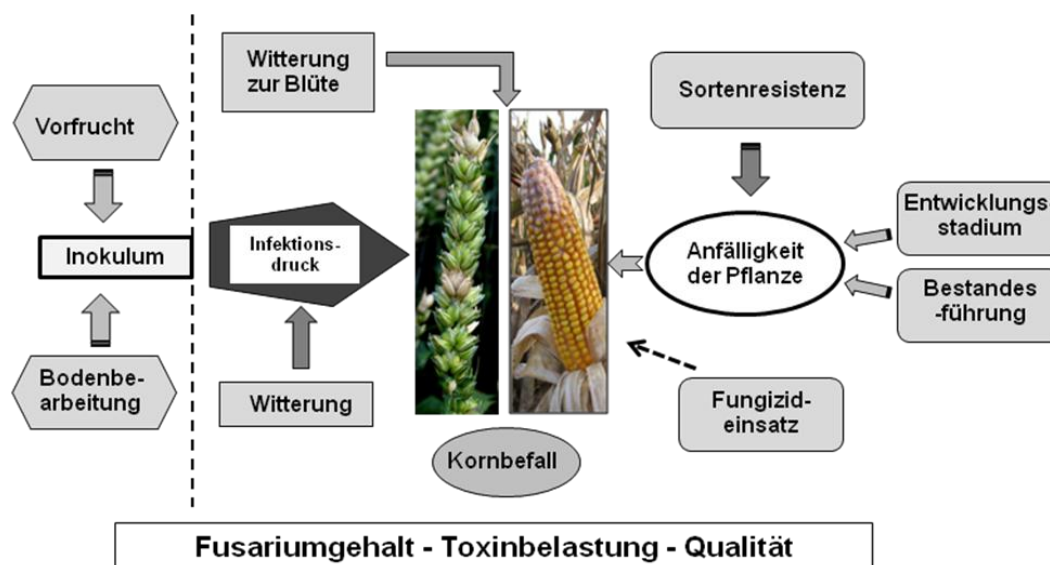 Witterung
zur Blüte
Sortenresistenz
Vorfrucht
Entwicklungs
stadium
Inokulum
Infektions-
druck
Anfälligkeit
der Pflanze
Bestandes
-führung
Bodenbe-
arbeitung
Witterung
Fungizid-
einsatz
Kornbefall
Fusariumgehalt - Toxinbelastung - Qualität